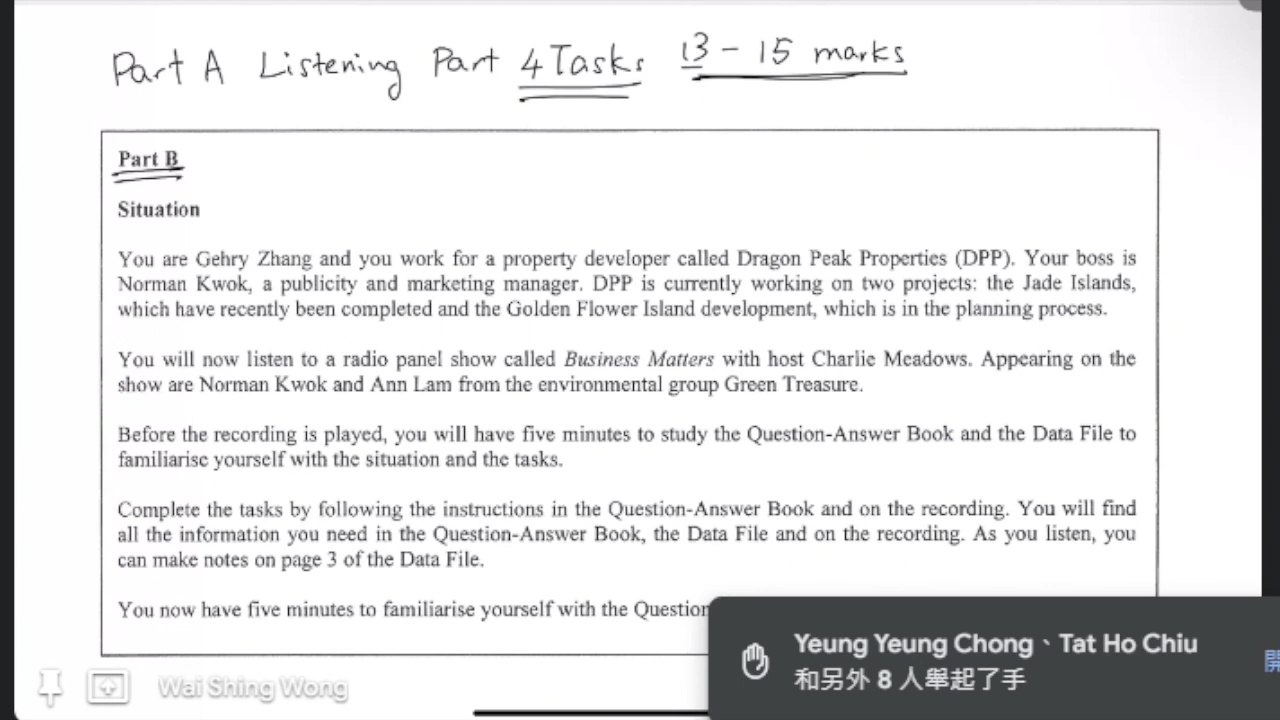 Part A Listening Part 4 Tasks 13 - 15 marks
Part B
Situation
You are Gehry Zhang and you work for a property developer called Dragon Peak Properties (DPP). Your boss is
Norman Kwok, a publicity and marketing manager. DPP is currently working on two projects: the Jade Islands,
which have recently been completed and the Golden Flower Island development, which is in the planning process.
You will now listen to a radio panel show called Business Matters with host Charlie Meadows. Appearing on the
show are Norman Kwok and Ann Lam from the environmental group Green Treasure.
Before the recording is played, you will have five minutes to study the Question-Answer Book and the Data File to
familiarise yourself with the situation and the tasks.
Complete the tasks by following the instructions in the Question-Answer Book and on the recording. You will find
all the information you need in the Question-Answer Book, the Data File and on the recording. As you listen, you
can make notes on page 3 of the Data File.
You now have five minutes to familiarise yourself with the Question
Wai Shing Wong
Yeung Yeung Chong、Tat Ho Chiu
和另外 8 人舉起了手